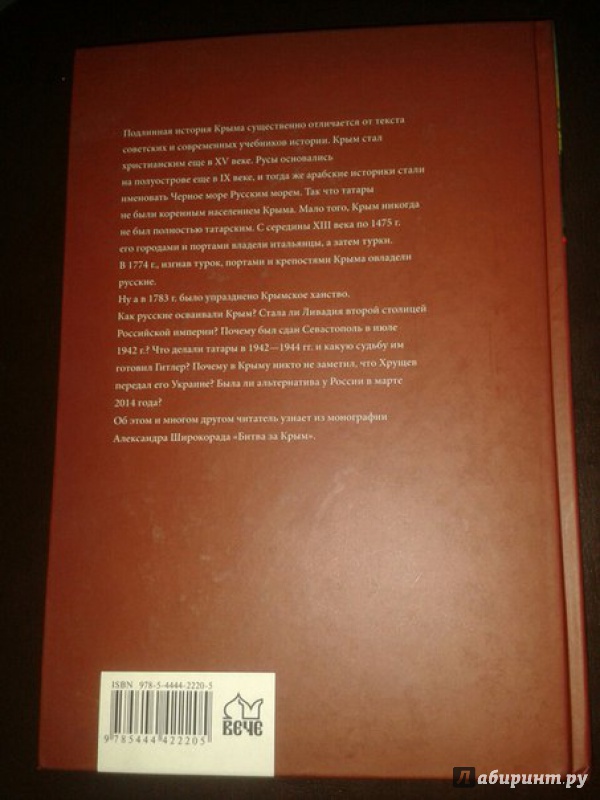 Подлинная история Крыма существенно отличается от текста
советских и современных учебников истории. Крым стал
христианским еще в XV веке. Русы основались
на полуострове еще в IX веке, и тогда же арабские историки стали
именовать Черное море Русским морем. Так что татары
не были коренным населением Крыма. Мало того, Крым никогда
не был полностью татарским. С середины XIII века по 1475 г.
его городами и портами владели итальянцы, а затем турки.
В 1774 г., изгнав турок, портами и крепостями Крыма овладели
русские.
Ну а в 1783 г. было упразднено Крымское ханство.
Как русские осваивали Крым? Стала ли Ливадия второй столицей
Российской империи? Почему был сдан Севастополь в июле
1942 г.? Что делали татары в 1942—1944 гг. и какую судьбу им
готовил Гитлер? Почему в Крыму никто не заметил, что Хрущев
передал его Украине? Была ли альтернатива у России в марте
2014 года?
Об этом и многом другом читатель узнает из монографии
Александра Широкорада «Битва за Крым».
ISBN 978-5-4444-2220-5
9 785444 422205
ВЕЧЕ
Лабиринт.ру